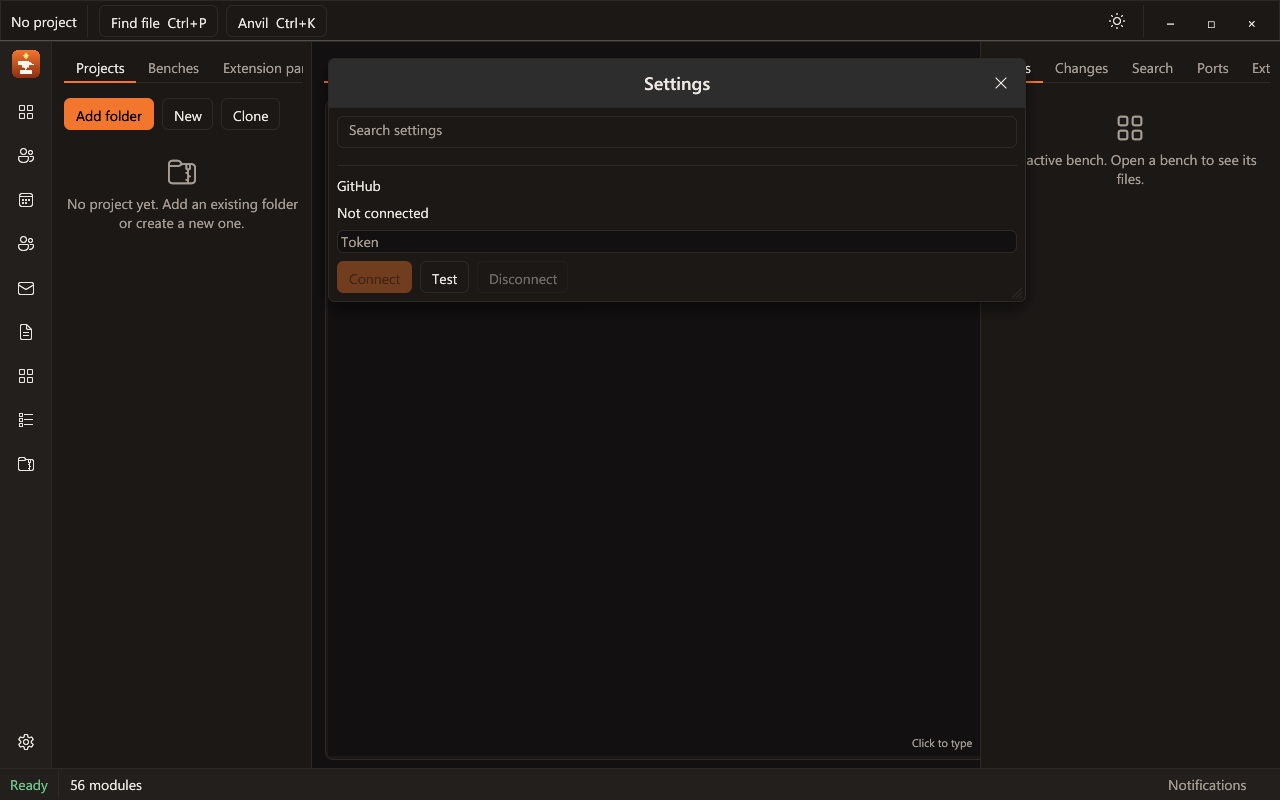 No project
Find file Ctrl+P
Anvil Ctrl+K
Projects
Benches
Extension par
Add folder
New
Clone
No project yet. Add an existing folder
or create a new one.
Settings
Search settings
GitHub
Not connected
Token
Connect
Test
Disconnect
Changes
Search
Ports
Ext
active bench. Open a bench to see its
files.
Click to type
Ready
56 modules
Notifications